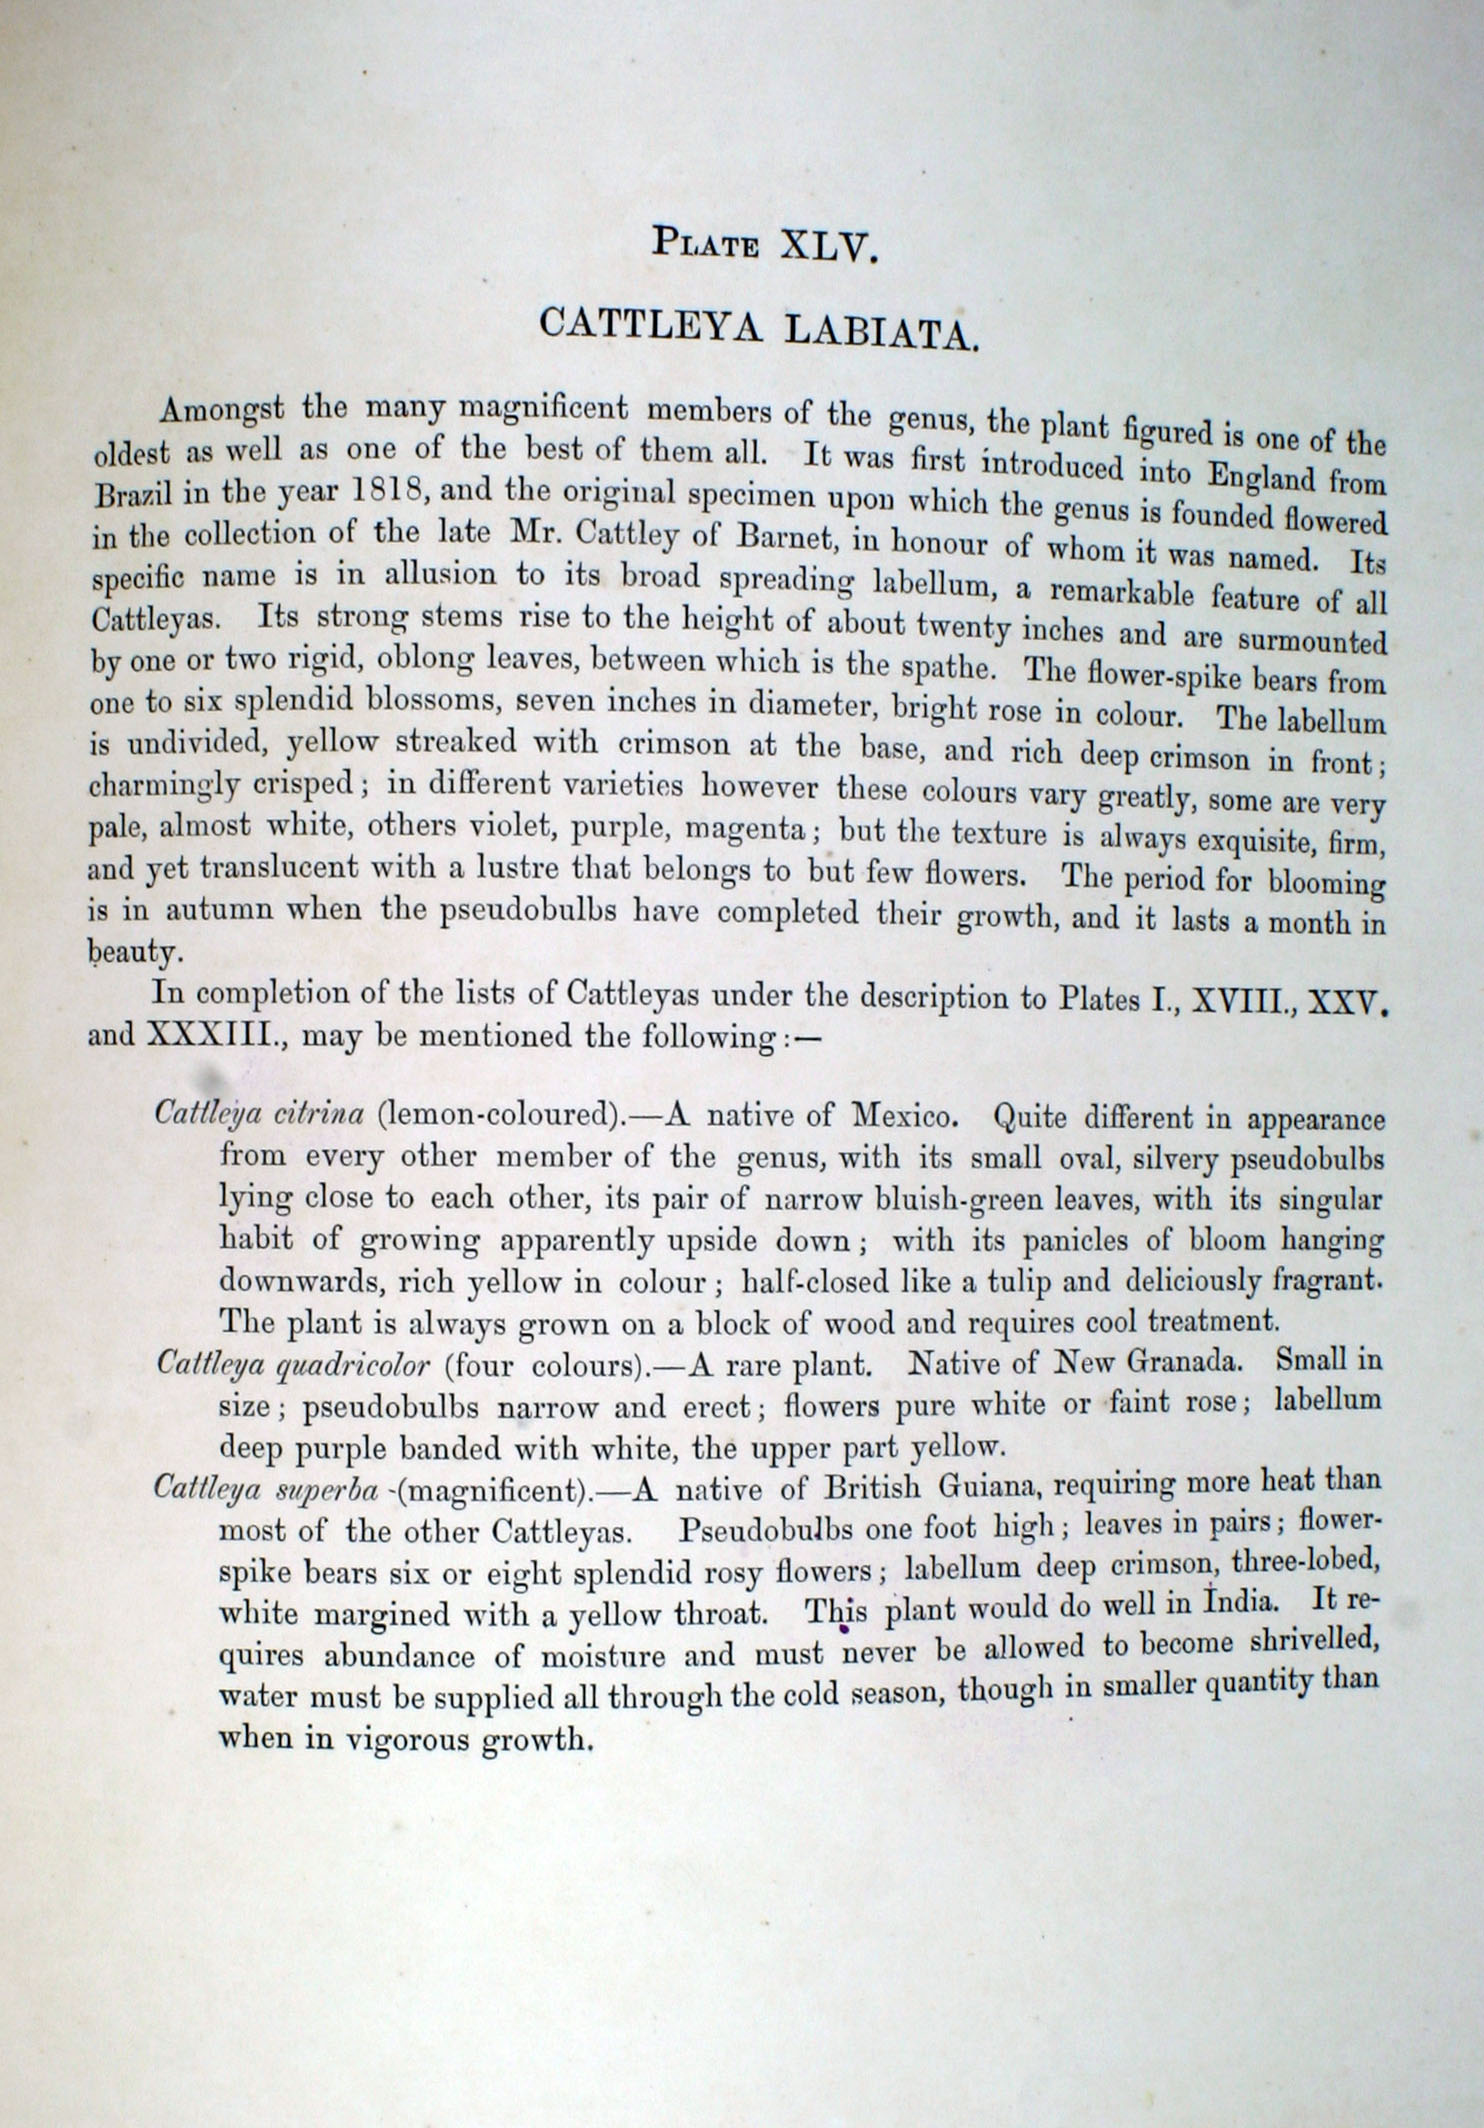 PLATE XLV.
CATTLEYA LABIATA.
Amongst the many magnificent members of the genus, the plant figured is one of the
oldest as well as one of the best of them all. It was first introduced into England from
Brazil in the year 1818, and the original specimen upon which the genus is founded flowered
in the collection of the late Mr. Cattley of Barnet, in honour of whom it was named. Its
specific name is in allusion to its broad spreading labellum, a remarkable feature of all
Cattleyas. Its strong stems rise to the height of about twenty inches and are surmounted
by one or two rigid, oblong leaves, between which is the spathe. The flower-spike bears from
one to six splendid blossoms, seven inches in diameter, bright rose in colour. The labellum
is undivided, yellow streaked with crimson at the base, and rich deep crimson in front;
charmingly crisped; in different varieties however these colours vary greatly, some are very
pale, almost white, others violet, purple, magenta; but the texture is always exquisite, firm,
and yet translucent with a lustre that belongs to but few flowers. The period for blooming
is in autumn when the pseudobulbs have completed their growth, and it lasts a month in
beauty.
In completion of the lists of Cattleyas under the description to Plates I., XVIII., XXV.
and XXXIII., may be mentioned the following:—
Cattleya citrina (lemon-coloured).—A native of Mexico. Quite different in appearance
from every other member of the genus, with its small oval, silvery pseudobulbs
lying close to each other, its pair of narrow bluish-green leaves, with its singular
habit of growing apparently upside down; with its panicles of bloom hanging
downwards, rich yellow in colour; half-closed like a tulip and deliciously fragrant.
The plant is always grown on a block of wood and requires cool treatment.
Cattleya quadricolor (four colours).—A rare plant. Native of New Granada. Small in
size; pseudobulbs narrow and erect; flowers pure white or faint rose; labellum
deep purple banded with white, the upper part yellow.
Cattleya superba -(magnificent).—A native of British Guiana, requiring more heat than
most of the other Cattleyas. Pseudobulbs one foot high; leaves in pairs; flower-
spike bears six or eight splendid rosy flowers; labellum deep crimson, three-lobed,
white margined with a yellow throat. This plant would do well in India. It re-
quires abundance of moisture and must never be allowed to become shrivelled,
water must be supplied all through the cold season, though in smaller quantity than
when in vigorous growth.